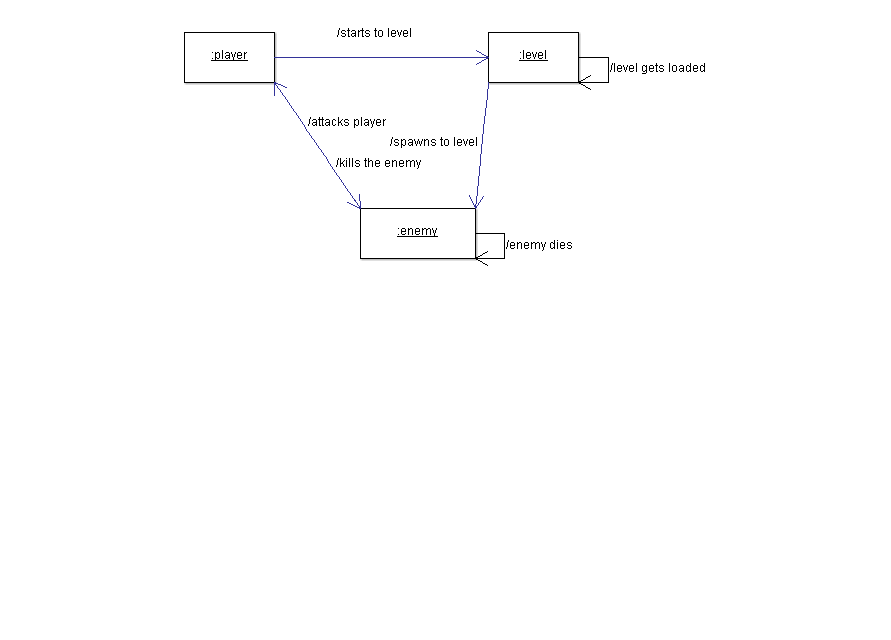 /starts to level
:player
:level
/level gets loaded
/attacks player
/spawns to level
/kills the enemy
:enemy
/enemy dies